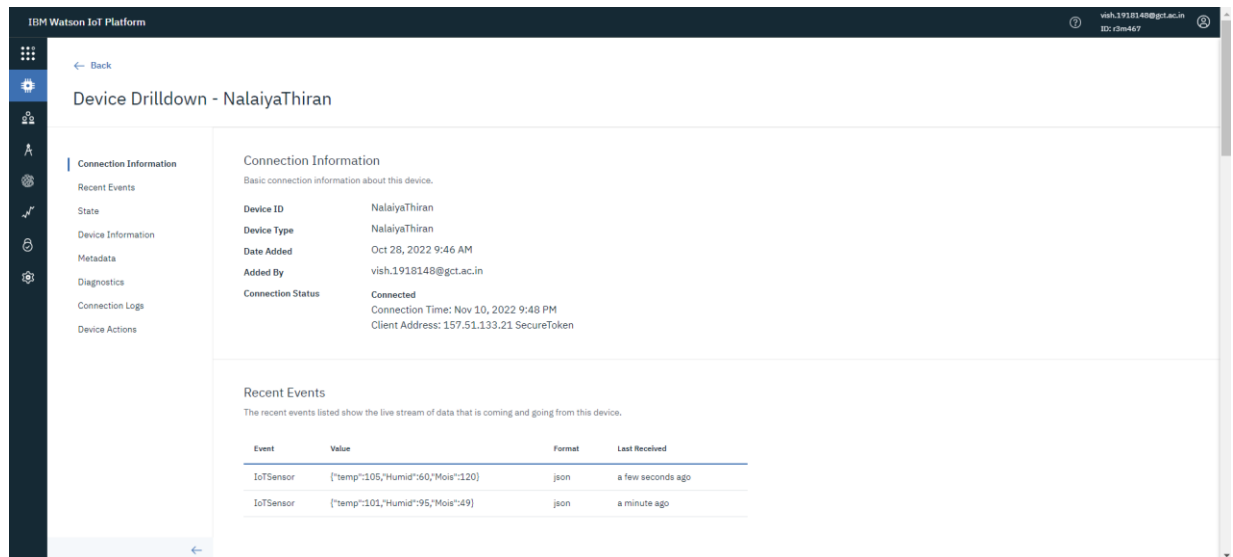 IBM Watson IoT Platform
vish.1918148@gct.ac.in
ID: r3m467
Back
Device Drilldown - NalaiyaThiran
Connection Information
Recent Events
State
Device Information
Metadata
Diagnostics
Connection Logs
Device Actions
Connection Information
Basic connection information about this device.
Device ID NalaiyaThiran
Device Type NalaiyaThiran
Date Added Oct 28, 2022 9:46 AM
Added By vish.1918148@gct.ac.in
Connection Status Connected
Connection Time: Nov 10, 2022 9:48 PM
Client Address: 157.51.133.21 SecureToken
Recent Events
The recent events listed show the live stream of data that is coming and going from this device.
Event Value Format Last Received
IoTSensor {"temp":105,"Humid":60,"Mois":120} json a few seconds ago
IoTSensor {"temp":101,"Humid":95,"Mois":49} json a minute ago